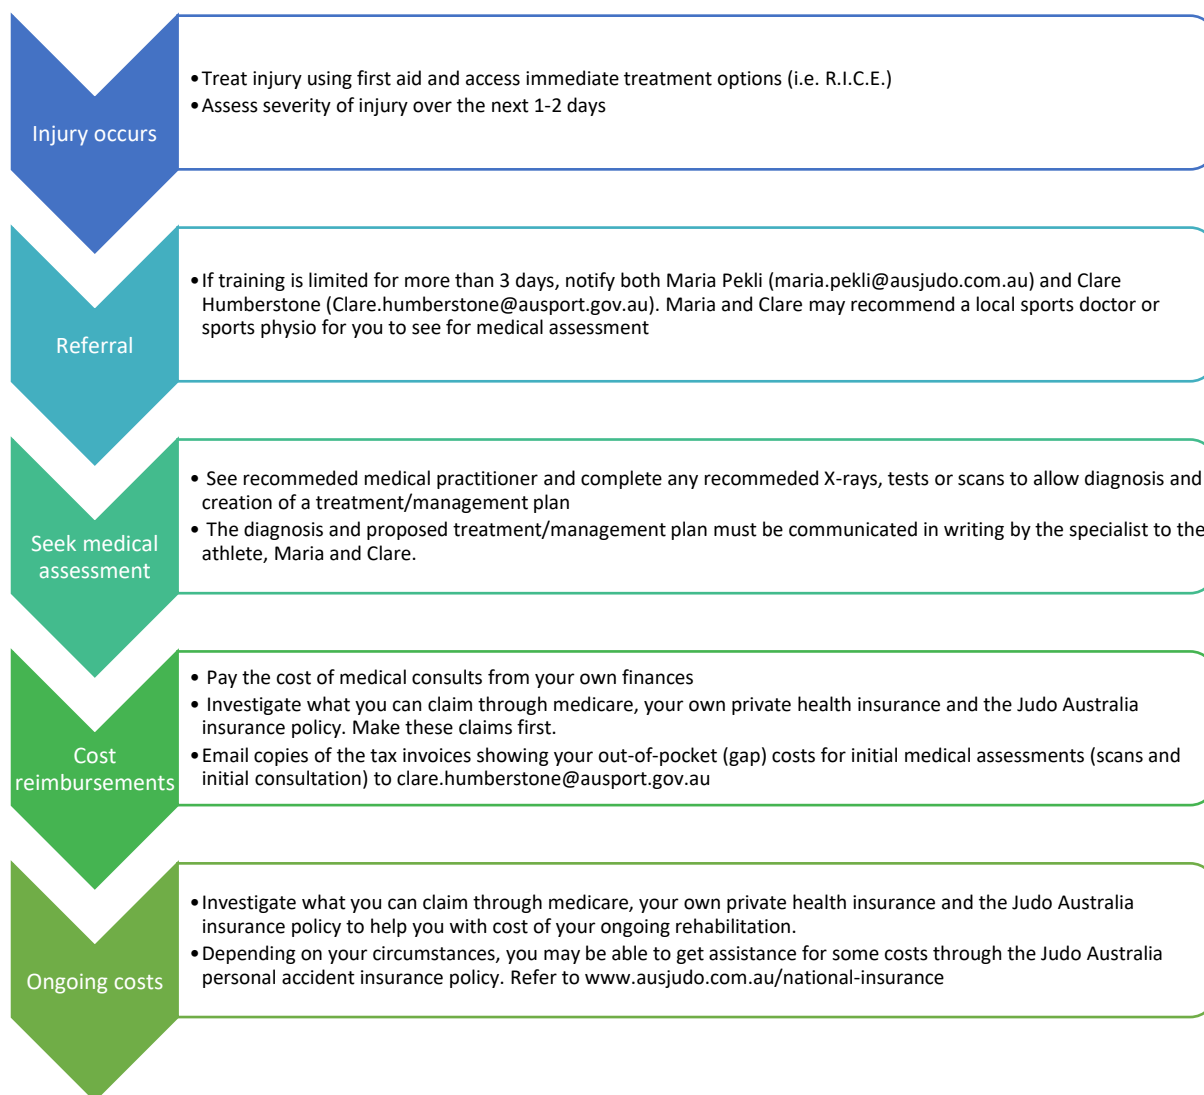 Injury occurs
•Treat injury using first aid and access immediate treatment options (i.e. R.I.C.E.)
•Assess severity of injury over the next 1-2 days
Referral
•If training is limited for more than 3 days, notify both Maria Pekli (maria.pekli@ausjudo.com.au) and Clare
Humberstone (Clare.humberstone@ausport.gov.au). Maria and Clare may recommend a local sports doctor or
sports physio for you to see for medical assessment
Seek medical
assessment
• See recommeded medical practitioner and complete any recommeded X-rays, tests or scans to allow diagnosis and
creation of a treatment/management plan
• The diagnosis and proposed treatment/management plan must be communicated in writing by the specialist to the
athlete, Maria and Clare.
Cost
reimbursements
• Pay the cost of medical consults from your own finances
• Investigate what you can claim through medicare, your own private health insurance and the Judo Australia
insurance policy. Make these claims first.
•Email copies of the tax invoices showing your out-of-pocket (gap) costs for initial medical assessments (scans and
initial consultation) to clare.humberstone@ausport.gov.au
Ongoing costs
•Investigate what you can claim through medicare, your own private health insurance and the Judo Australia
insurance policy to help you with cost of your ongoing rehabilitation.
•Depending on your circumstances, you may be able to get assistance for some costs through the Judo Australia
personal accident insurance policy. Refer to www.ausjudo.com.au/national-insurance